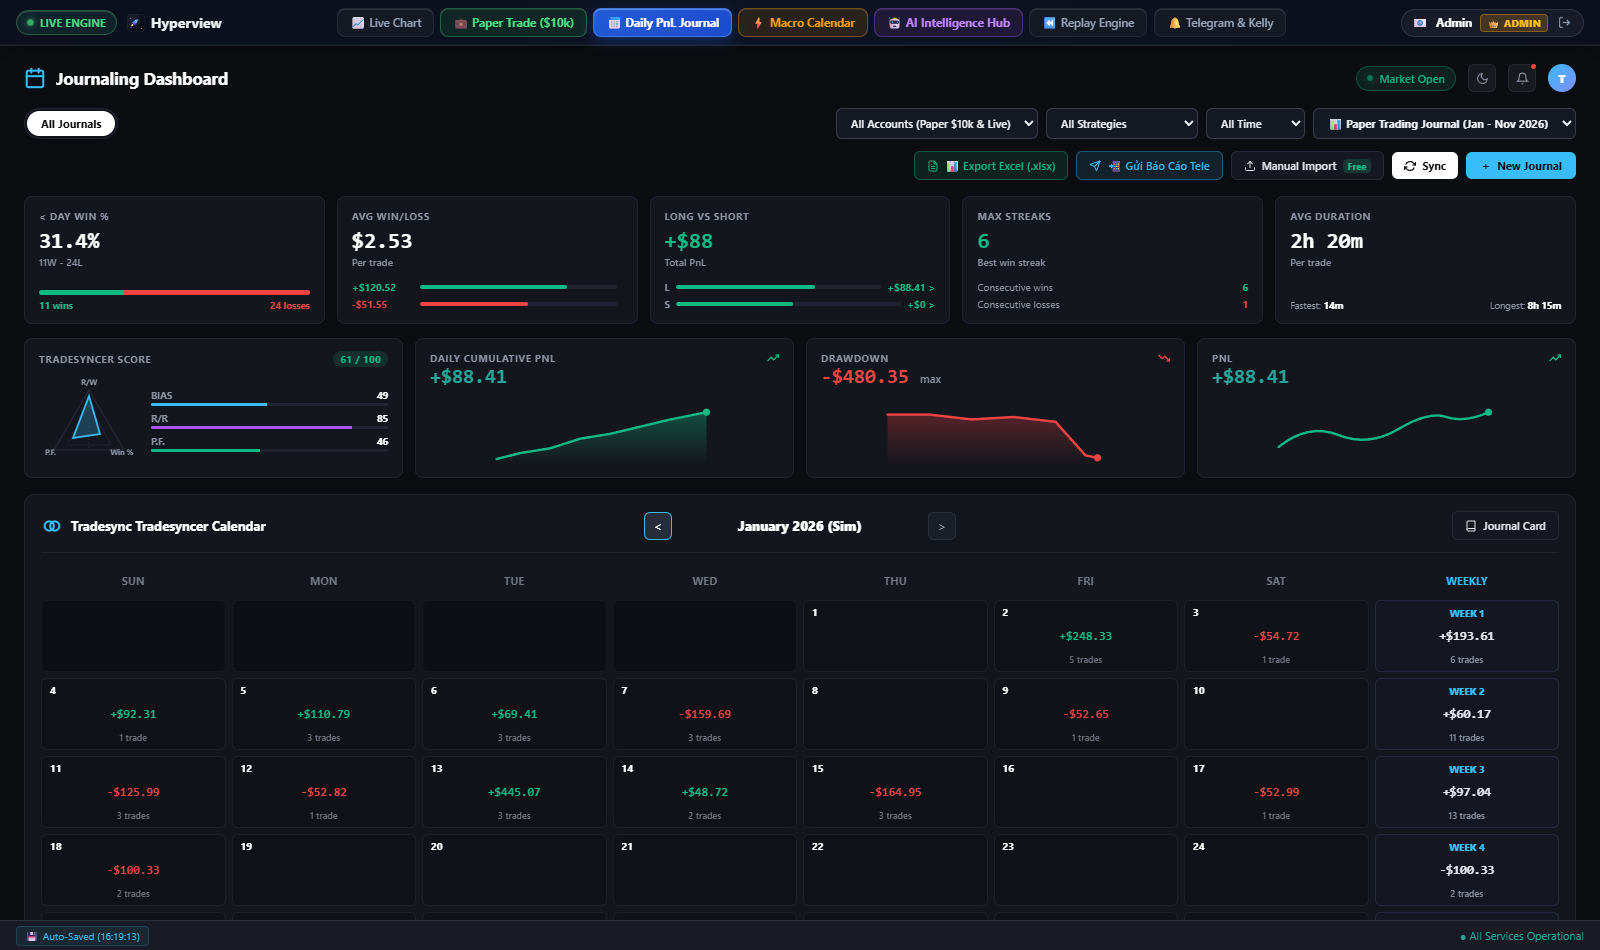 LIVE ENGINE
Hyperview
Live Chart
Paper Trade ($10k)
Daily PnL Journal
Macro Calendar
AI Intelligence Hub
Replay Engine
Telegram & Kelly
Admin
ADMIN
Journaling Dashboard
Market Open
T
All Journals
All Accounts (Paper $10k & Live)
All Strategies
All Time
Paper Trading Journal (Jan - Nov 2026)
Export Excel (.xlsx)
Gửi Báo Cáo Tele
Manual Import Free
Sync
+ New Journal
< DAY WIN %
31.4%
11W - 24L
11 wins
24 losses
AVG WIN/LOSS
$2.53
Per trade
+$120.52
-$51.55
LONG VS SHORT
+$88
Total PnL
L +$88.41 >
S +$0 >
MAX STREAKS
6
Best win streak
Consecutive wins 6
Consecutive losses 1
AVG DURATION
2h 20m
Per trade
Fastest: 14m
Longest: 8h 15m
TRADESYNCER SCORE
61 / 100
R/W
P.F.
Win %
BIAS 49
R/R 85
P.F. 46
DAILY CUMULATIVE PNL
+$88.41
DRAWDOWN
-$480.35 max
PNL
+$88.41
Tradesync Tradesyncer Calendar
<
January 2026 (Sim)
>
Journal Card
SUN MON TUE WED THU FRI SAT WEEKLY
1
2
+$248.33
5 trades
3
-$54.72
1 trade
WEEK 1
+$193.61
6 trades
4
+$92.31
1 trade
5
+$110.79
3 trades
6
+$69.41
3 trades
7
-$159.69
3 trades
8
9
-$52.65
1 trade
10
WEEK 2
+$60.17
11 trades
11
-$125.99
3 trades
12
-$52.82
1 trade
13
+$445.07
3 trades
14
+$48.72
2 trades
15
-$164.95
3 trades
16
17
-$52.99
1 trade
WEEK 3
+$97.04
13 trades
18
-$100.33
2 trades
19
20
21
22
23
24
WEEK 4
-$100.33
2 trades
Auto-Saved (16:19:13)
All Services Operational